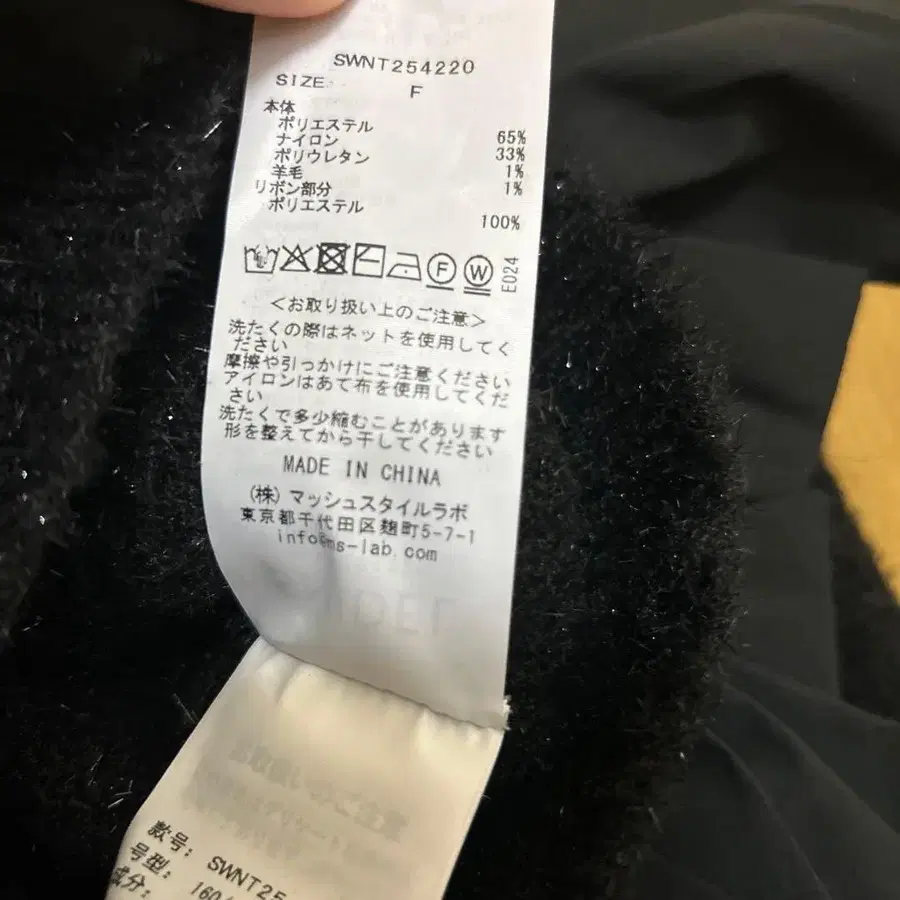 SWNT254220
SIZE F
本体
ポリエステル 65%
ナイロン 33%
ポリウレタン 1%
羊毛 1%
リボン部分
ポリエステル 100%
F W E024
<お取り扱い上のご注意>
洗たくの際はネットを使用してく
ださい
摩擦や引っかけにご注意ください
アイロンはあて布を使用してくだ
さい
洗たくで多少縮むことがあります
形を整えてから干してください
MADE IN CHINA
(株) マッシュスタイルラボ
東京都千代田区麹町5-7-1
info@ms-lab.com
款号: SWNT25
号型: 160/
成分: